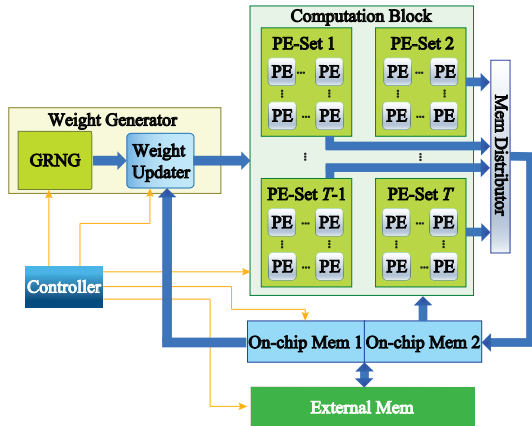 Computation Block
PE-Set 1
PE ... PE
PE ... PE
PE-Set 2
PE ... PE
PE ... PE
Mem Distributor
Weight Generator
GRNG
Weight
Updater
...
...
PE-Set T-1
PE ... PE
PE ... PE
PE-Set T
PE ... PE
PE ... PE
Controller
On-chip Mem 1
On-chip Mem 2
External Mem